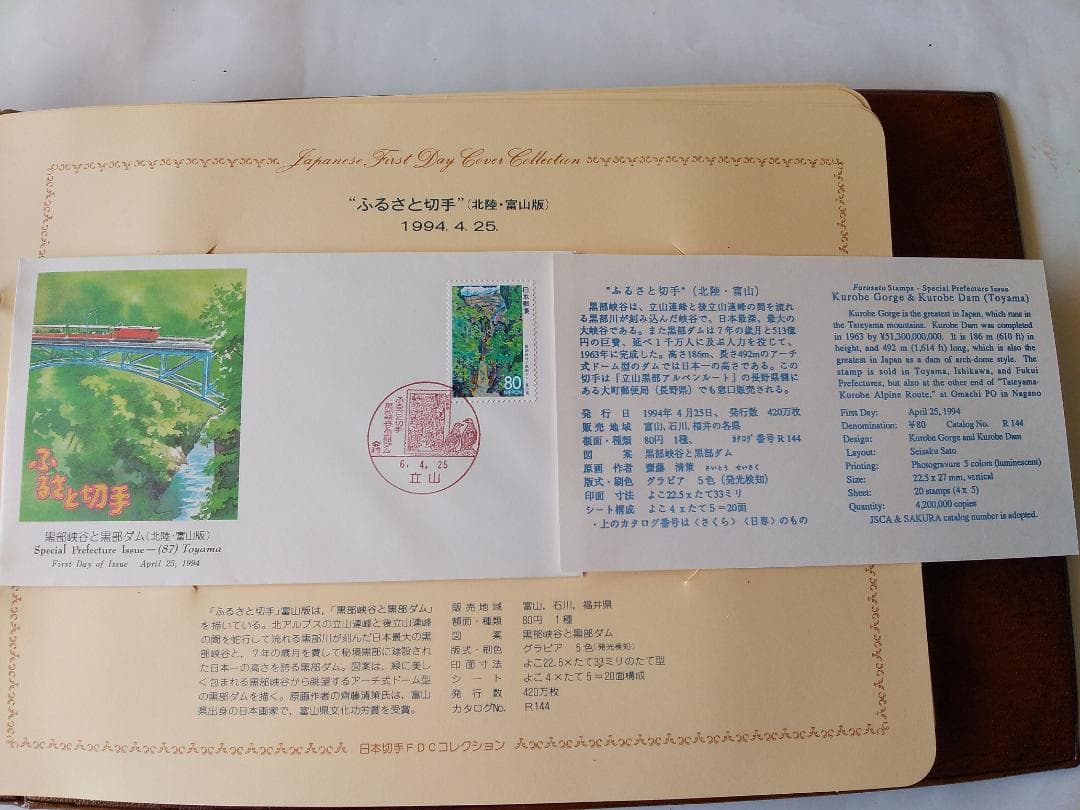 Japanese First Day Cover Collection
“ふるさと切手”(北陸・富山版)
1994. 4. 25.
日本郵便
80
NIPPON
ふるさと切手
黒部峡谷と黒部ダム
6. 4. 25
立山
ふるさと切手
黒部峡谷と黒部ダム(北陸・富山版)
Special Prefecture Issue—(87) Toyama
First Day of Issue April 25, 1994
“ふるさと切手”(北陸・富山)
黒部峡谷は、立山連峰と後立山連峰の間を流れ
る黒部川が刻み込んだ峡谷で、日本最深、最大の
大峡谷である。また黒部ダムは7年の歳月と513億
円の巨費、延べ1千万人に及ぶ人力を投じて、
1963年に完成した。高さ186m、長さ492mのアーチ
式ドーム型のダムでは日本一の高さである。この
切手は「立山黒部アルペンルート」の長野県側に
ある大町郵便局(長野県)でも窓口販売される。
発行日 1994年4月25日、発行数 420万枚
販売地域 富山、石川、福井の各県
額面・種類 80円 1種、 カタログ番号R144
図案 黒部峡谷と黒部ダム
原画作者 齋藤 清策 さいとう せいさく
版式・刷色 グラビア 5色(発光検知)
印面寸法 よこ22.5×たて33ミリ
シート構成 よこ4×たて5=20面
・上のカタログ番号は〈さくら〉〈日専〉のもの
Furusato Stamps - Special Prefecture Issue
Kurobe Gorge & Kurobe Dam (Toyama)
Kurobe Gorge is the greatest in Japan, which runs in
the Tateyama mountains. Kurobe Dam was completed
in 1963 by ¥51,300,000,000. It is 186 m (610 ft) in
height, and 492 m (1,614 ft) long, which is also the
greatest in Japan as a dam of arch-dome style. The
stamp is sold in Toyama, Ishikawa, and Fukui
Prefectures, but also at the other end of "Tateyama-
Kurobe Alpine Route," at Omachi PO in Nagano
First Day: April 25, 1994
Denomination: ¥80 Catalog No. R 144
Design: Kurobe Gorge and Kurobe Dam
Layout: Seisaku Sato
Printing: Photogravure 5 colors (luminescent)
Size: 22.5 x 27 mm, vertical
Sheet: 20 stamps (4 x 5)
Quantity: 4,200,000 copies
JSCA & SAKURA catalog number is adopted.
「ふるさと切手」富山版は、「黒部峡谷と黒部ダム」
を描いている。北アルプスの立山連峰と後立山連峰
の間を蛇行して流れる黒部川が刻んだ日本最大の黒
部峡谷と、7年の歳月を費して秘境黒部に建設され
た日本一の高さを誇る黒部ダム。図案は、緑に美し
く包まれる黒部峡谷から眺望するアーチ式ドーム型
の黒部ダムを描く。原画作者の齊藤清策氏は、富山
県出身の日本画家で、富山県文化功労賞を受賞。
販売地域 富山、石川、福井県
額面・種類 80円 1種
図案 黒部峡谷と黒部ダム
版式・刷色 グラビア 5色(発光検知)
印面寸法 よこ22.5×たて33ミリのたて型
シート よこ4×たて5=20面構成
発行数 420万枚
カタログNo. R144
日本切手FDCコレクション